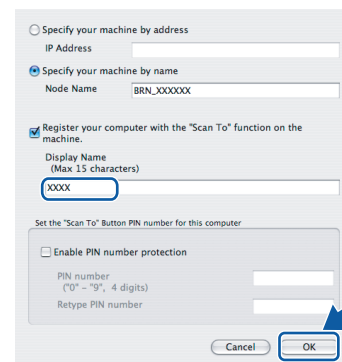 Specify your machine by address
IP Address
Specify your machine by name
Node Name BRN_XXXXXX
Register your computer with the "Scan To" function on the
machine.
Display Name
(Max 15 characters)
XXXX
Set the "Scan To" Button PIN number for this computer
Enable PIN number protection
PIN number
("0" – "9", 4 digits)
Retype PIN number
Cancel OK